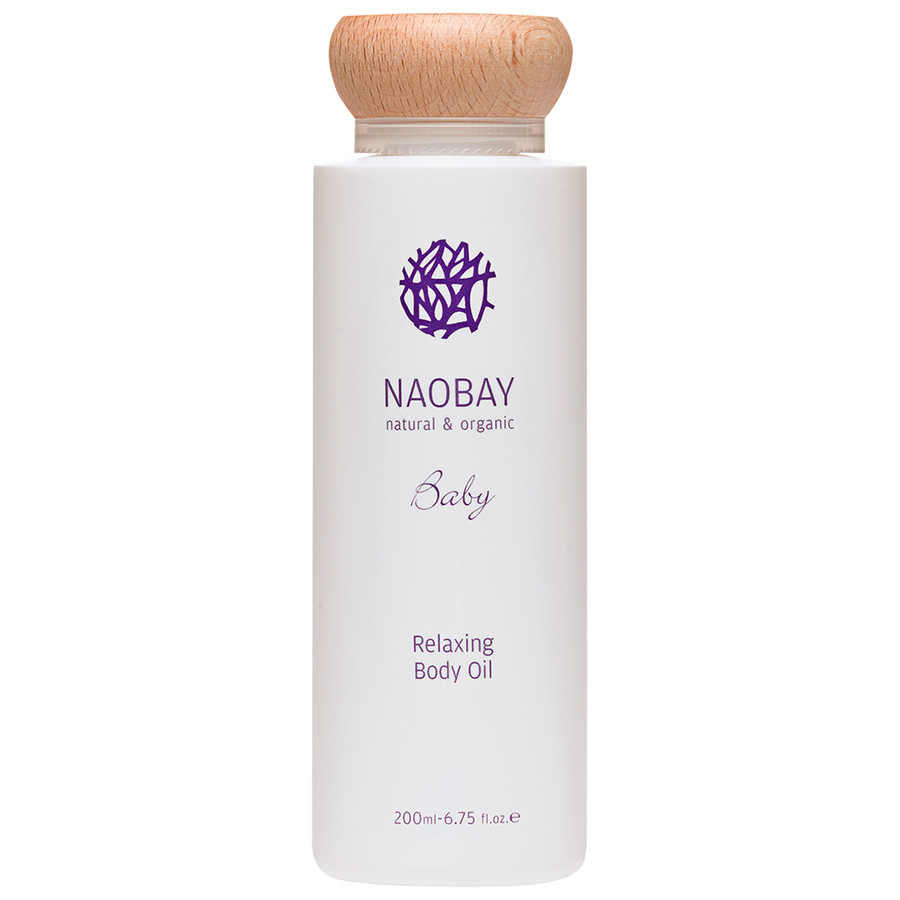 NAOBAY
natural & organic
Baby
Relaxing
Body Oil
200ml-6.75 fl.oz.e